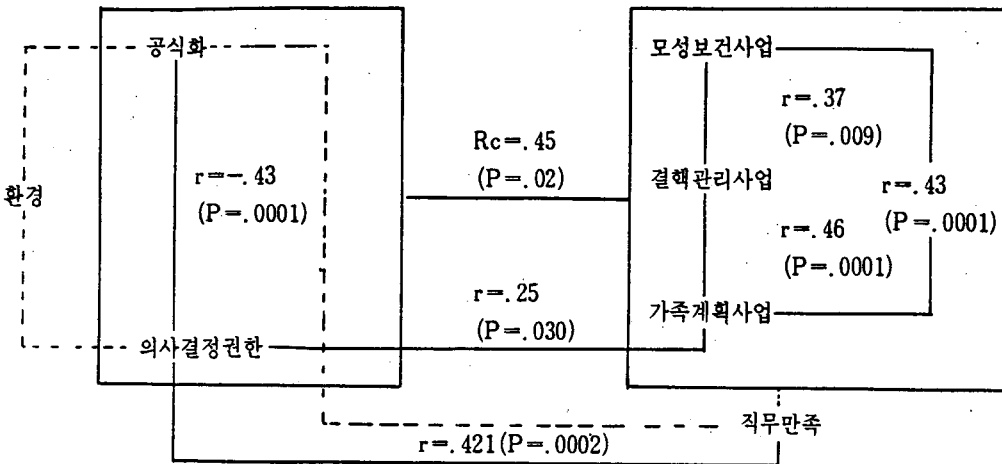 공식화
모성보건사업
r=.37
(P=.009)
Rc=.45
(P=.02)
환경
r=-.43
(P=.0001)
결핵관리사업
r=.43
(P=.0001)
r=.46
(P=.0001)
r=.25
(P=.030)
가족계획사업
의사결정권한
직무만족
r=.421(P=.0002)